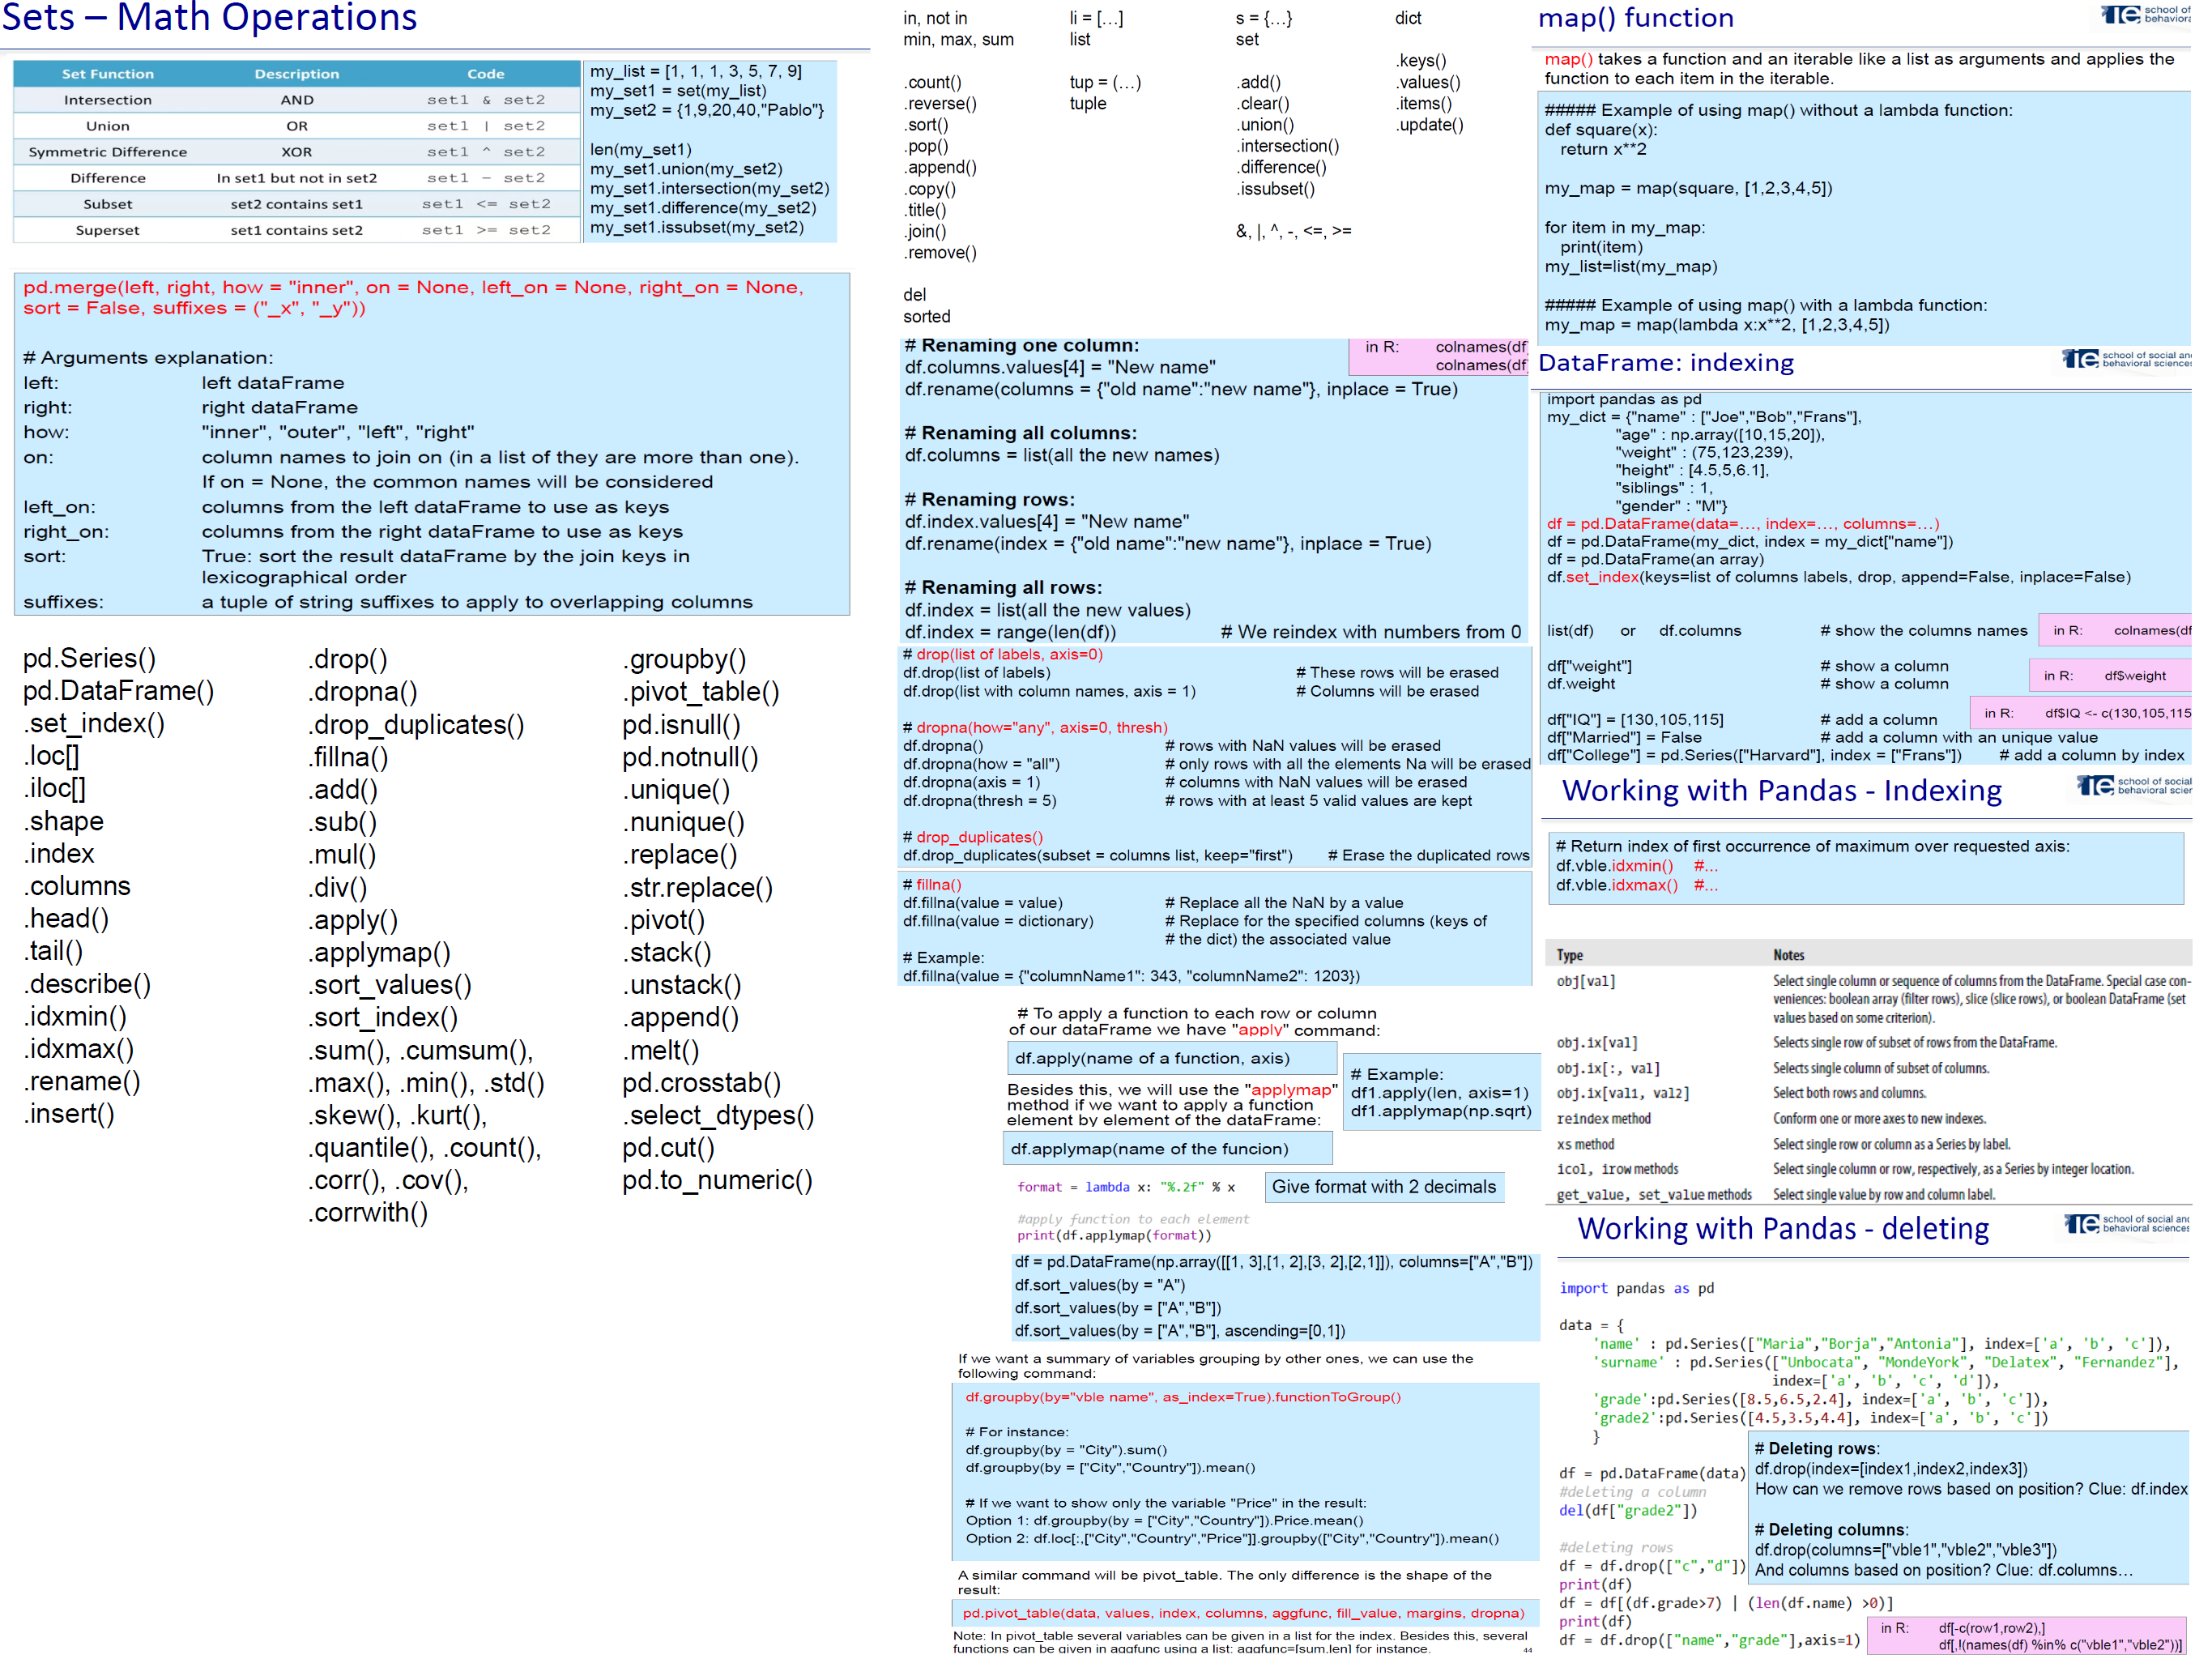 Sets – Math Operations
Set Function Description Code
Intersection AND set1 & set2
Union OR set1 | set2
Symmetric Difference XOR set1 ^ set2
Difference In set1 but not in set2 set1 – set2
Subset set2 contains set1 set1 <= set2
Superset set1 contains set2 set1 >= set2
my_list = [1, 1, 1, 3, 5, 7, 9]
my_set1 = set(my_list)
my_set2 = {1,9,20,40,"Pablo"}
len(my_set1)
my_set1.union(my_set2)
my_set1.intersection(my_set2)
my_set1.difference(my_set2)
my_set1.issubset(my_set2)
pd.merge(left, right, how = "inner", on = None, left_on = None, right_on = None,
sort = False, suffixes = ("_x", "_y"))
# Arguments explanation:
left: left dataFrame
right: right dataFrame
how: "inner", "outer", "left", "right"
on: column names to join on (in a list of they are more than one).
If on = None, the common names will be considered
left_on: columns from the left dataFrame to use as keys
right_on: columns from the right dataFrame to use as keys
sort: True: sort the result dataFrame by the join keys in
lexicographical order
suffixes: a tuple of string suffixes to apply to overlapping columns
pd.Series()
pd.DataFrame()
.set_index()
.loc[]
.iloc[]
.shape
.index
.columns
.head()
.tail()
.describe()
.idxmin()
.idxmax()
.rename()
.insert()
.drop()
.dropna()
.drop_duplicates()
.fillna()
.add()
.sub()
.mul()
.div()
.apply()
.applymap()
.sort_values()
.sort_index()
.sum(), .cumsum(),
.max(), .min(), .std()
.skew(), .kurt(),
.quantile(), .count(),
.corr(), .cov(),
.corrwith()
.groupby()
.pivot_table()
pd.isnull()
pd.notnull()
.unique()
.nunique()
.replace()
.str.replace()
.pivot()
.stack()
.unstack()
.append()
.melt()
pd.crosstab()
.select_dtypes()
pd.cut()
pd.to_numeric()
in, not in
min, max, sum
.count()
.reverse()
.sort()
.pop()
.append()
.copy()
.title()
.join()
.remove()
del
sorted
li = [...]
list
tup = (...)
tuple
s = {...}
set
.add()
.clear()
.union()
.intersection()
.difference()
.issubset()
&, |, ^, -, <=, >=
dict
.keys()
.values()
.items()
.update()
# Renaming one column:
df.columns.values[4] = "New name"
df.rename(columns = {"old name":"new name"}, inplace = True)
in R: colnames(df
colnames(df
# Renaming all columns:
df.columns = list(all the new names)
# Renaming rows:
df.index.values[4] = "New name"
df.rename(index = {"old name":"new name"}, inplace = True)
# Renaming all rows:
df.index = list(all the new values)
df.index = range(len(df)) # We reindex with numbers from 0
# drop(list of labels, axis=0)
df.drop(list of labels) # These rows will be erased
df.drop(list with column names, axis = 1) # Columns will be erased
# dropna(how="any", axis=0, thresh)
df.dropna() # rows with NaN values will be erased
df.dropna(how = "all") # only rows with all the elements Na will be erased
df.dropna(axis = 1) # columns with NaN values will be erased
df.dropna(thresh = 5) # rows with at least 5 valid values are kept
# drop_duplicates()
df.drop_duplicates(subset = columns list, keep="first") # Erase the duplicated rows
# fillna()
df.fillna(value = value) # Replace all the NaN by a value
df.fillna(value = dictionary) # Replace for the specified columns (keys of
# the dict) the associated value
# Example:
df.fillna(value = {"columnName1": 343, "columnName2": 1203})
# To apply a function to each row or column
of our dataFrame we have "apply" command:
df.apply(name of a function, axis)
Besides this, we will use the "applymap"
method if we want to apply a function
element by element of the dataFrame:
df.applymap(name of the funcion)
# Example:
df1.apply(len, axis=1)
df1.applymap(np.sqrt)
format = lambda x: "%.2f" % x
Give format with 2 decimals
#apply function to each element
print(df.applymap(format))
df = pd.DataFrame(np.array([[1, 3],[1, 2],[3, 2],[2,1]]), columns=["A","B"])
df.sort_values(by = "A")
df.sort_values(by = ["A","B"])
df.sort_values(by = ["A","B"], ascending=[0,1])
If we want a summary of variables grouping by other ones, we can use the
following command:
df.groupby(by="vble name", as_index=True).functionToGroup()
# For instance:
df.groupby(by = "City").sum()
df.groupby(by = ["City","Country"]).mean()
# If we want to show only the variable "Price" in the result:
Option 1: df.groupby(by = ["City","Country"]).Price.mean()
Option 2: df.loc[:,["City","Country","Price"]].groupby(["City","Country"]).mean()
A similar command will be pivot_table. The only difference is the shape of the
result:
pd.pivot_table(data, values, index, columns, aggfunc, fill_value, margins, dropna)
Note: In pivot_table several variables can be given in a list for the index. Besides this, several
functions can be given in aggfunc using a list: aggfunc=[sum,len] for instance.
44
map() function
ie school of
behaviora
map() takes a function and an iterable like a list as arguments and applies the
function to each item in the iterable.
##### Example of using map() without a lambda function:
def square(x):
return x**2
my_map = map(square, [1,2,3,4,5])
for item in my_map:
print(item)
my_list=list(my_map)
##### Example of using map() with a lambda function:
my_map = map(lambda x:x**2, [1,2,3,4,5])
DataFrame: indexing
ie school of social an
behavioral sciences
import pandas as pd
my_dict = {"name" : ["Joe","Bob","Frans"],
"age" : np.array([10,15,20]),
"weight" : (75,123,239),
"height" : [4.5,5,6.1],
"siblings" : 1,
"gender" : "M"}
df = pd.DataFrame(data=..., index=..., columns=...)
df = pd.DataFrame(my_dict, index = my_dict["name"])
df = pd.DataFrame(an array)
df.set_index(keys=list of columns labels, drop, append=False, inplace=False)
list(df) or df.columns # show the columns names in R: colnames(df
df["weight"] # show a column
df.weight # show a column in R: df$weight
df["IQ"] = [130,105,115] # add a column in R: df$IQ <- c(130,105,115
df["Married"] = False # add a column with an unique value
df["College"] = pd.Series(["Harvard"], index = ["Frans"]) # add a column by index
Working with Pandas - Indexing
ie school of social
behavioral scier
# Return index of first occurrence of maximum over requested axis:
df.vble.idxmin() #...
df.vble.idxmax() #...
Type Notes
obj[val] Select single column or sequence of columns from the DataFrame. Special case con-
veniences: boolean array (filter rows), slice (slice rows), or boolean DataFrame (set
values based on some criterion).
obj.ix[val] Selects single row of subset of rows from the DataFrame.
obj.ix[:, val] Selects single column of subset of columns.
obj.ix[val1, val2] Select both rows and columns.
reindex method Conform one or more axes to new indexes.
xs method Select single row or column as a Series by label.
icol, irow methods Select single column or row, respectively, as a Series by integer location.
get_value, set_value methods Select single value by row and column label.
Working with Pandas - deleting
ie school of social and
behavioral sciences
import pandas as pd
data = {
'name' : pd.Series(["Maria","Borja","Antonia"], index=['a', 'b', 'c']),
'surname' : pd.Series(["Unbocata", "MondeYork", "Delatex", "Fernandez"],
index=['a', 'b', 'c', 'd']),
'grade':pd.Series([8.5,6.5,2.4], index=['a', 'b', 'c']),
'grade2':pd.Series([4.5,3.5,4.4], index=['a', 'b', 'c'])
}
df = pd.DataFrame(data)
#deleting a column
del(df["grade2"])
#deleting rows
df = df.drop(["c","d"])
print(df)
df = df[(df.grade>7) | (len(df.name) >0)]
print(df)
df = df.drop(["name","grade"],axis=1)
# Deleting rows:
df.drop(index=[index1,index2,index3])
How can we remove rows based on position? Clue: df.index
# Deleting columns:
df.drop(columns=["vble1","vble2","vble3"])
And columns based on position? Clue: df.columns...
in R: df[-c(row1,row2),]
df[,!(names(df) %in% c("vble1","vble2"))]